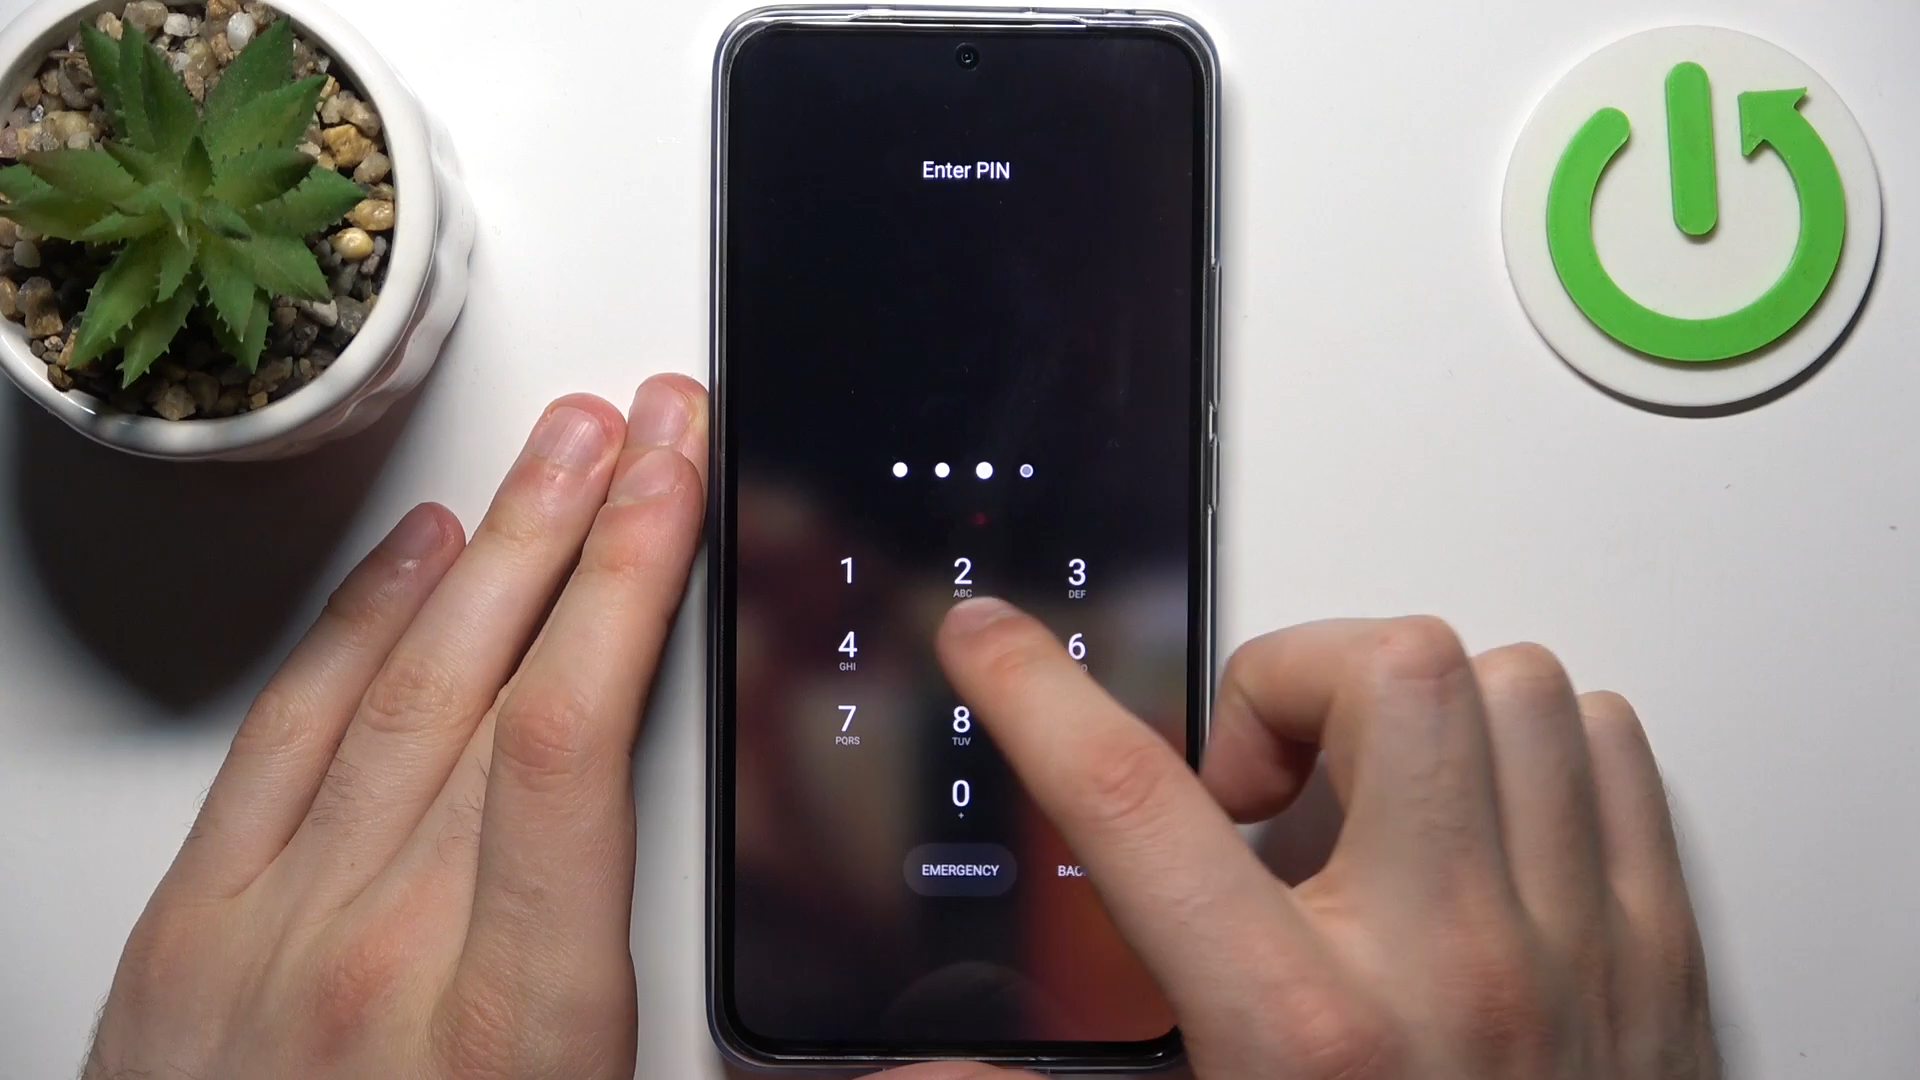 Enter PIN
1 2 3
ABC DEF
4 6
GHI
7 8
PQRS TUV
0
+
EMERGENCY